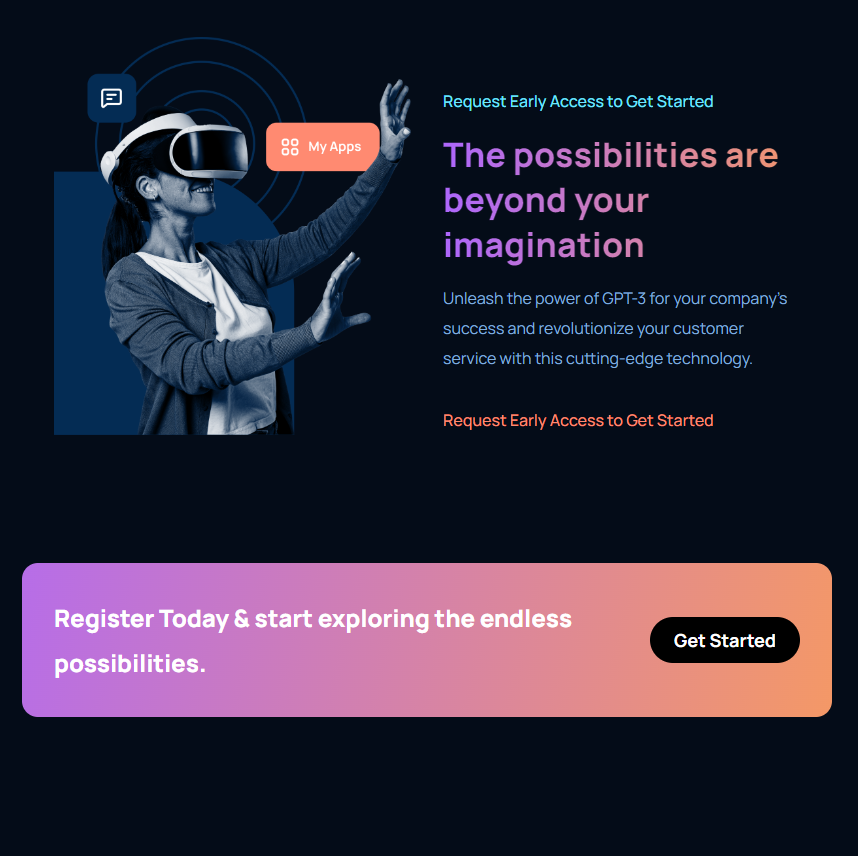 My Apps
Request Early Access to Get Started
The possibilities are
beyond your
imagination
Unleash the power of GPT-3 for your company's
success and revolutionize your customer
service with this cutting-edge technology.
Request Early Access to Get Started
Register Today & start exploring the endless
possibilities.
Get Started